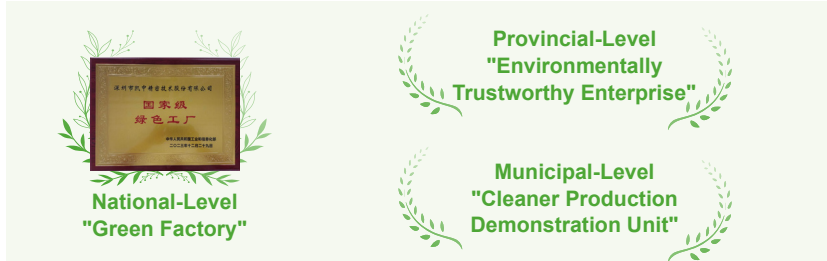 国家级
绿色工厂
National-Level
"Green Factory"
Provincial-Level
"Environmentally
Trustworthy Enterprise"
Municipal-Level
"Cleaner Production
Demonstration Unit"